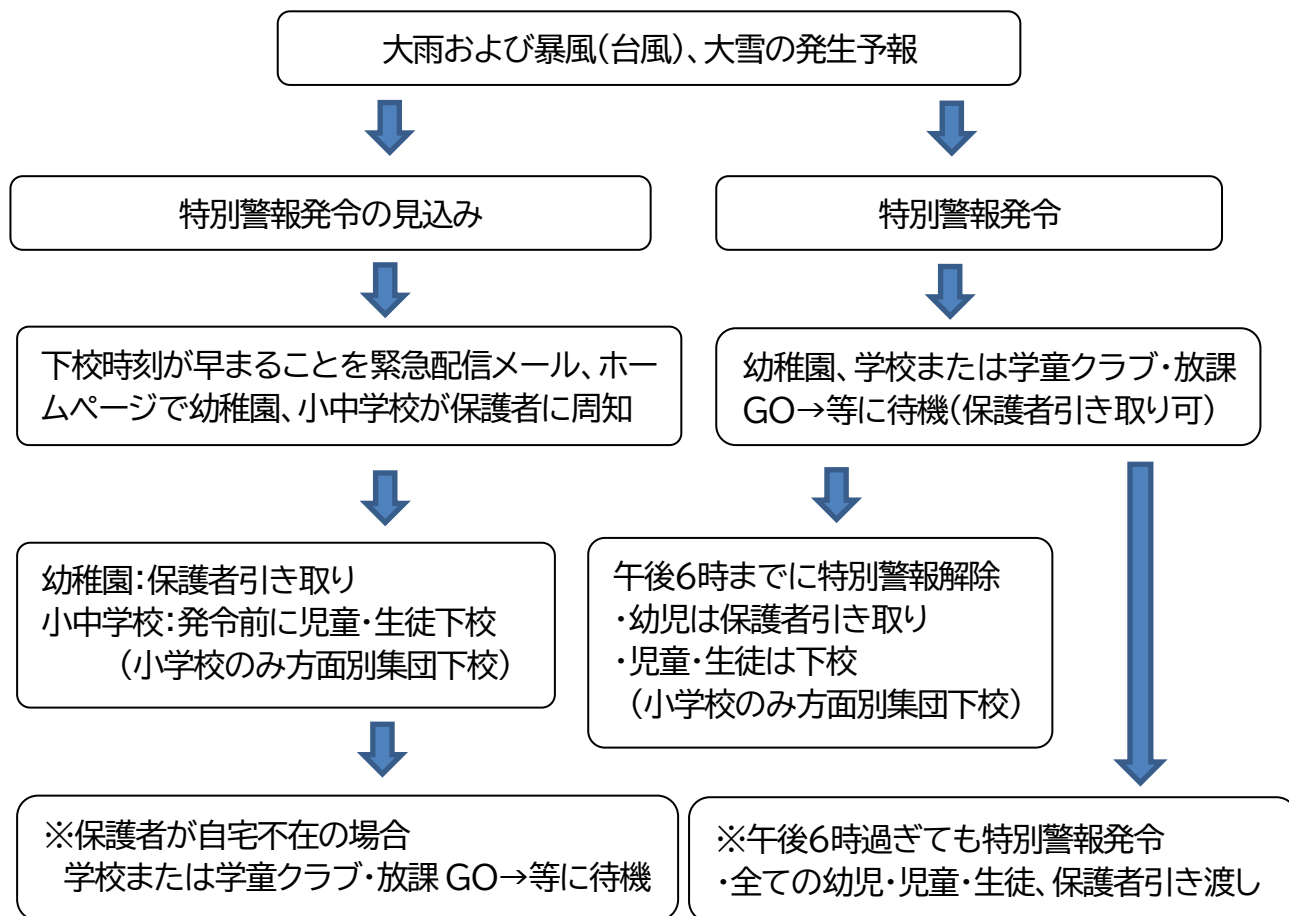 大雨および暴風(台風)、大雪の発生予報
特別警報発令の見込み
特別警報発令
下校時刻が早まることを緊急配信メール、ホー
ムページで幼稚園、小中学校が保護者に周知
幼稚園、学校または学童クラブ・放課
GO→等に待機(保護者引き取り可)
幼稚園:保護者引き取り
小中学校:発令前に児童・生徒下校
(小学校のみ方面別集団下校)
午後6時までに特別警報解除
・幼児は保護者引き取り
・児童・生徒は下校
(小学校のみ方面別集団下校)
※保護者が自宅不在の場合
学校または学童クラブ・放課 GO→等に待機
※午後6時過ぎても特別警報発令
・全ての幼児・児童・生徒、保護者引き渡し